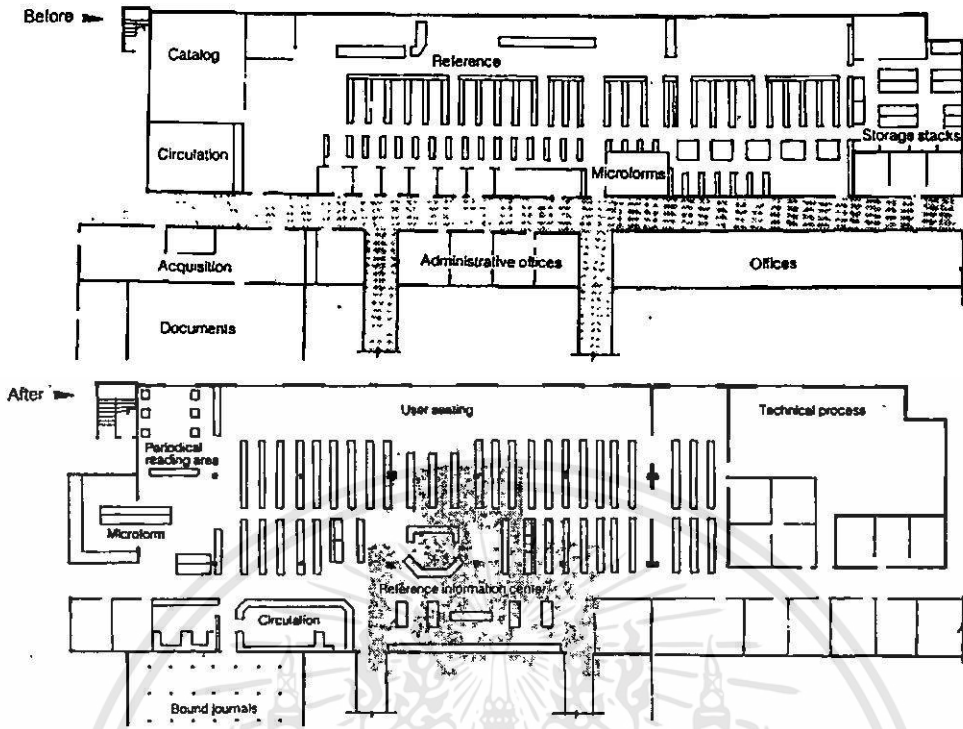 Before
Catalog
Reference
Storage stacks
Circulation
Microforms
Acquisition
Administrative offices
Offices
Documents
After
User seating
Technical process
Periodical
reading area
Microform
Reference information center
Circulation
Bound journals